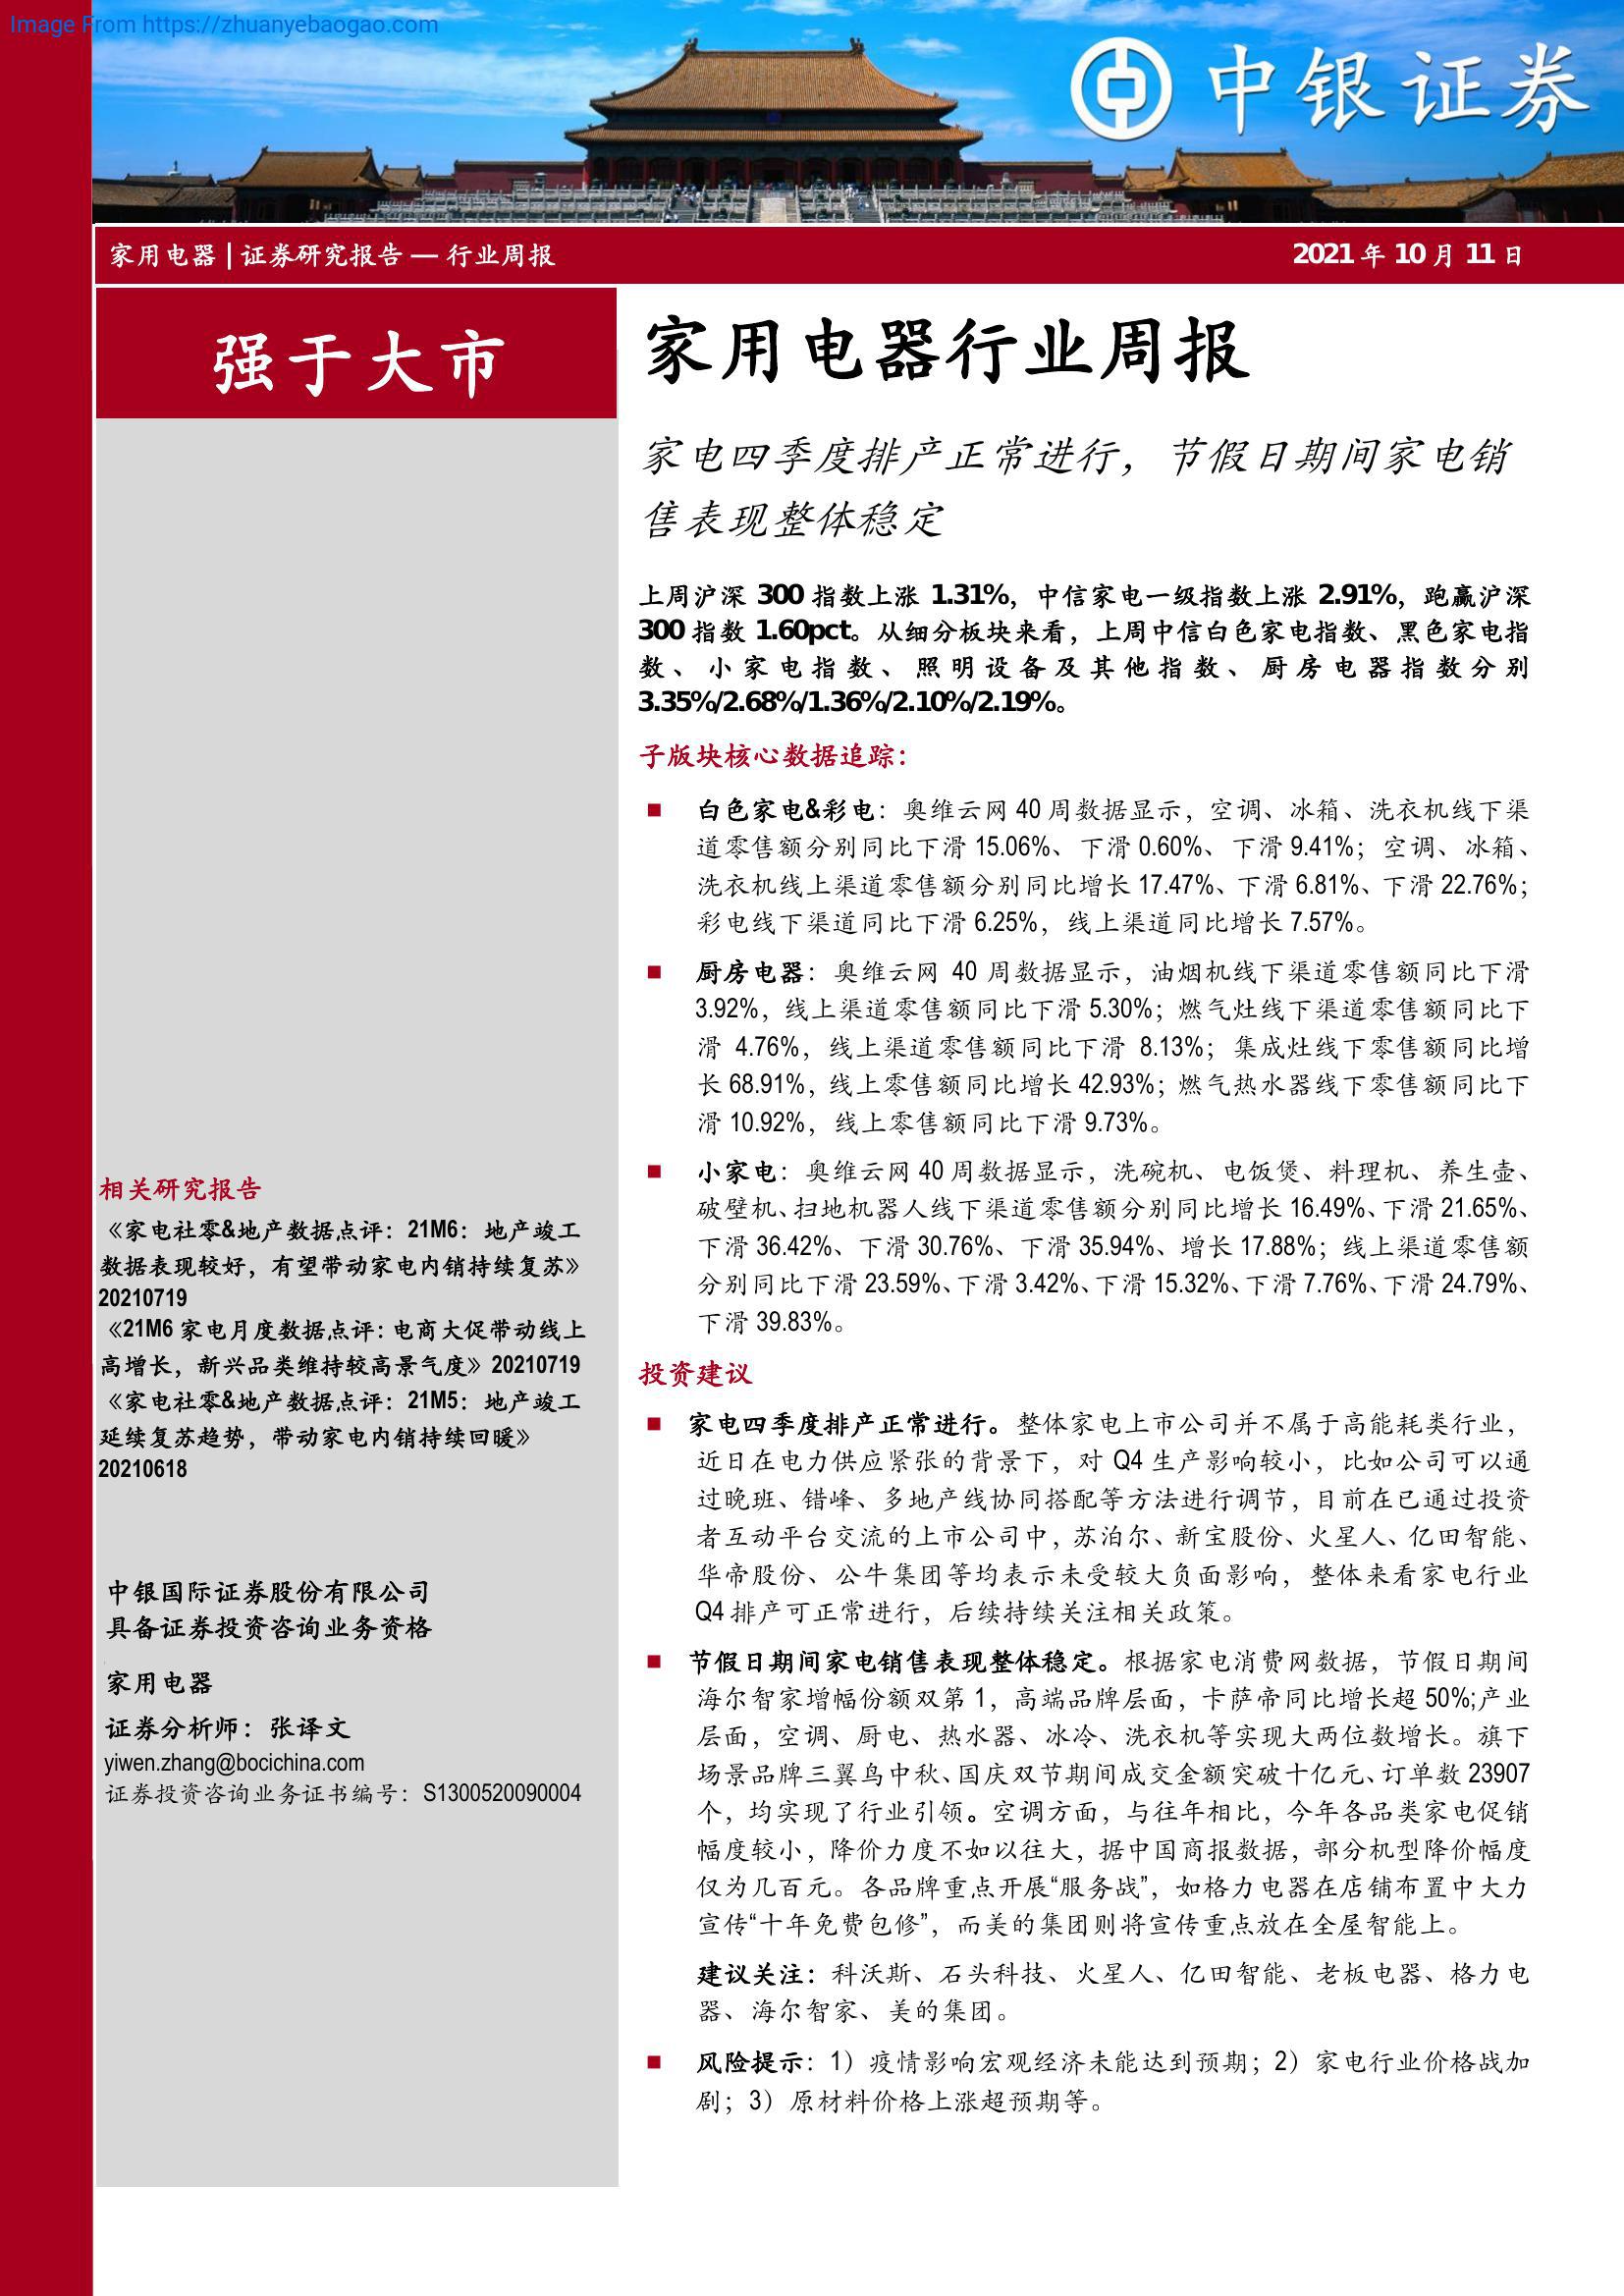 Image From https://zhuanyebaogao.com
中银证券
家用电器 | 证券研究报告 — 行业周报
2021 年 10 月 11 日
强于大市
家用电器行业周报
家电四季度排产正常进行，节假日期间家电销
售表现整体稳定
上周沪深 300 指数上涨 1.31%，中信家电一级指数上涨 2.91%，跑赢沪深
300 指数 1.60pct。从细分板块来看，上周中信白色家电指数、黑色家电指
数、小家电指数、照明设备及其他指数、厨房电器指数分别
3.35%/2.68%/1.36%/2.10%/2.19%。
子版块核心数据追踪：
■ 白色家电&彩电：奥维云网 40 周数据显示，空调、冰箱、洗衣机线下渠
道零售额分别同比下滑 15.06%、下滑 0.60%、下滑 9.41%；空调、冰箱、
洗衣机线上渠道零售额分别同比增长 17.47%、下滑 6.81%、下滑 22.76%；
彩电线下渠道同比下滑 6.25%，线上渠道同比增长 7.57%。
■ 厨房电器：奥维云网 40 周数据显示，油烟机线下渠道零售额同比下滑
3.92%，线上渠道零售额同比下滑 5.30%；燃气灶线下渠道零售额同比下
滑 4.76%，线上渠道零售额同比下滑 8.13%；集成灶线下零售额同比增
长 68.91%，线上零售额同比增长 42.93%；燃气热水器线下零售额同比下
滑 10.92%，线上零售额同比下滑 9.73%。
■ 小家电：奥维云网 40 周数据显示，洗碗机、电饭煲、料理机、养生壶、
破壁机、扫地机器人线下渠道零售额分别同比增长 16.49%、下滑 21.65%、
下滑 36.42%、下滑 30.76%、下滑 35.94%、增长 17.88%；线上渠道零售额
分别同比下滑 23.59%、下滑 3.42%、下滑 15.32%、下滑 7.76%、下滑 24.79%、
下滑 39.83%。
投资建议
■ 家电四季度排产正常进行。整体家电上市公司并不属于高能耗类行业，
近日在电力供应紧张的背景下，对 Q4 生产影响较小，比如公司可以通
过晚班、错峰、多地产线协同搭配等方法进行调节，目前在已通过投资
者互动平台交流的上市公司中，苏泊尔、新宝股份、火星人、亿田智能、
华帝股份、公牛集团等均表示未受较大负面影响，整体来看家电行业
Q4 排产可正常进行，后续持续关注相关政策。
■ 节假日期间家电销售表现整体稳定。根据家电消费网数据，节假日期间
海尔智家增幅份额双第 1，高端品牌层面，卡萨帝同比增长超 50%;产业
层面，空调、厨电、热水器、冰冷、洗衣机等实现大两位数增长。旗下
场景品牌三翼鸟中秋、国庆双节期间成交金额突破十亿元、订单数 23907
个，均实现了行业引领。空调方面，与往年相比，今年各品类家电促销
幅度较小，降价力度不如以往大，据中国商报数据，部分机型降价幅度
仅为几百元。各品牌重点开展“服务战”，如格力电器在店铺布置中大力
宣传“十年免费包修”，而美的集团则将宣传重点放在全屋智能上。
建议关注：科沃斯、石头科技、火星人、亿田智能、老板电器、格力电
器、海尔智家、美的集团。
■ 风险提示：1）疫情影响宏观经济未能达到预期；2）家电行业价格战加
剧；3）原材料价格上涨超预期等。
相关研究报告
《家电社零&地产数据点评：21M6：地产竣工
数据表现较好，有望带动家电内销持续复苏》
20210719
《21M6 家电月度数据点评：电商大促带动线上
高增长，新兴品类维持较高景气度》20210719
《家电社零&地产数据点评：21M5：地产竣工
延续复苏趋势，带动家电内销持续回暖》
20210618
中银国际证券股份有限公司
具备证券投资咨询业务资格
家用电器
证券分析师：张译文
yiwen.zhang@bocichina.com
证券投资咨询业务证书编号：S1300520090004